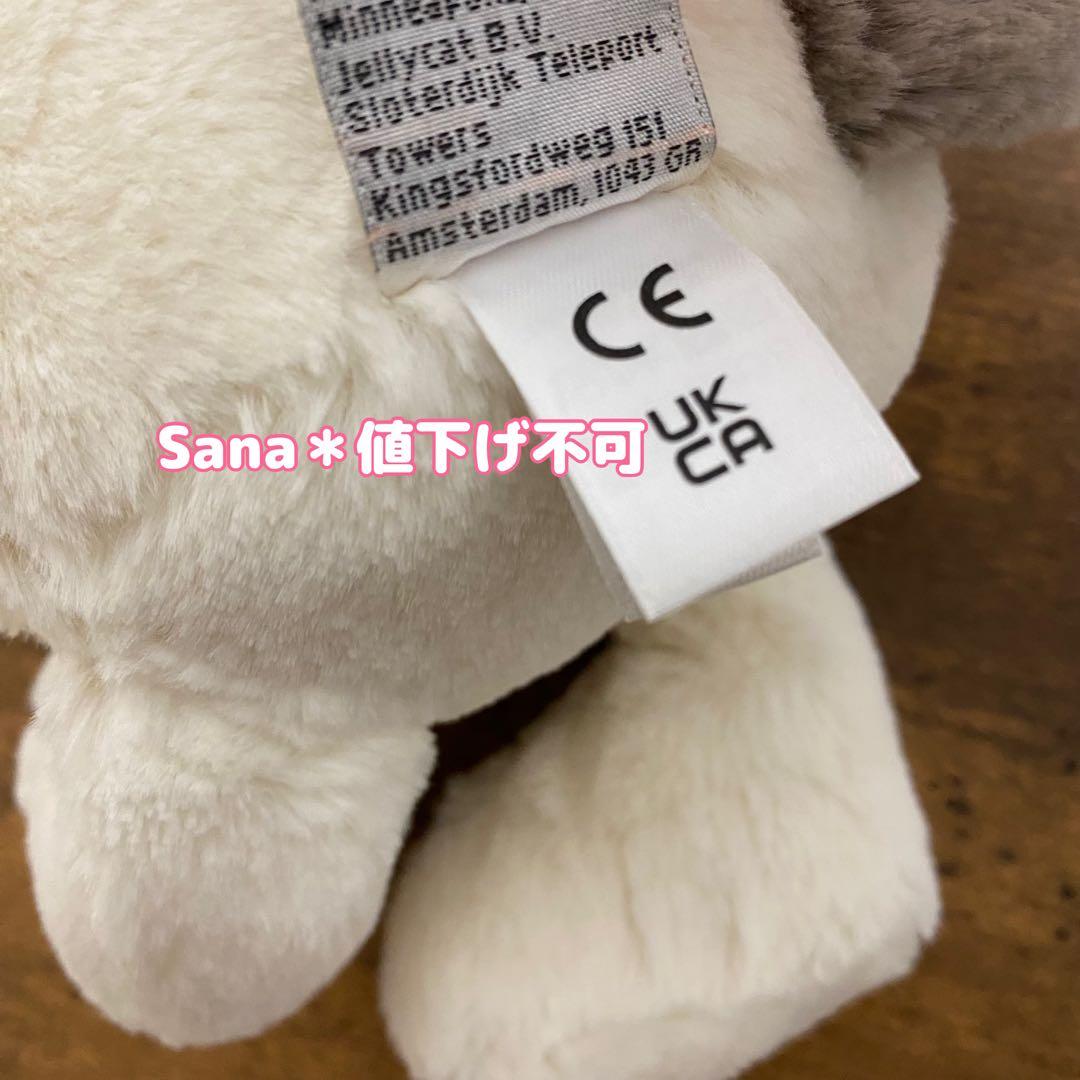 Jellycat B.V.
Sloterdijk Teleport
Towers
Kingsfordweg 151
Amsterdam, 1043 GR
CE
UK
CA
Sana＊値下げ不可